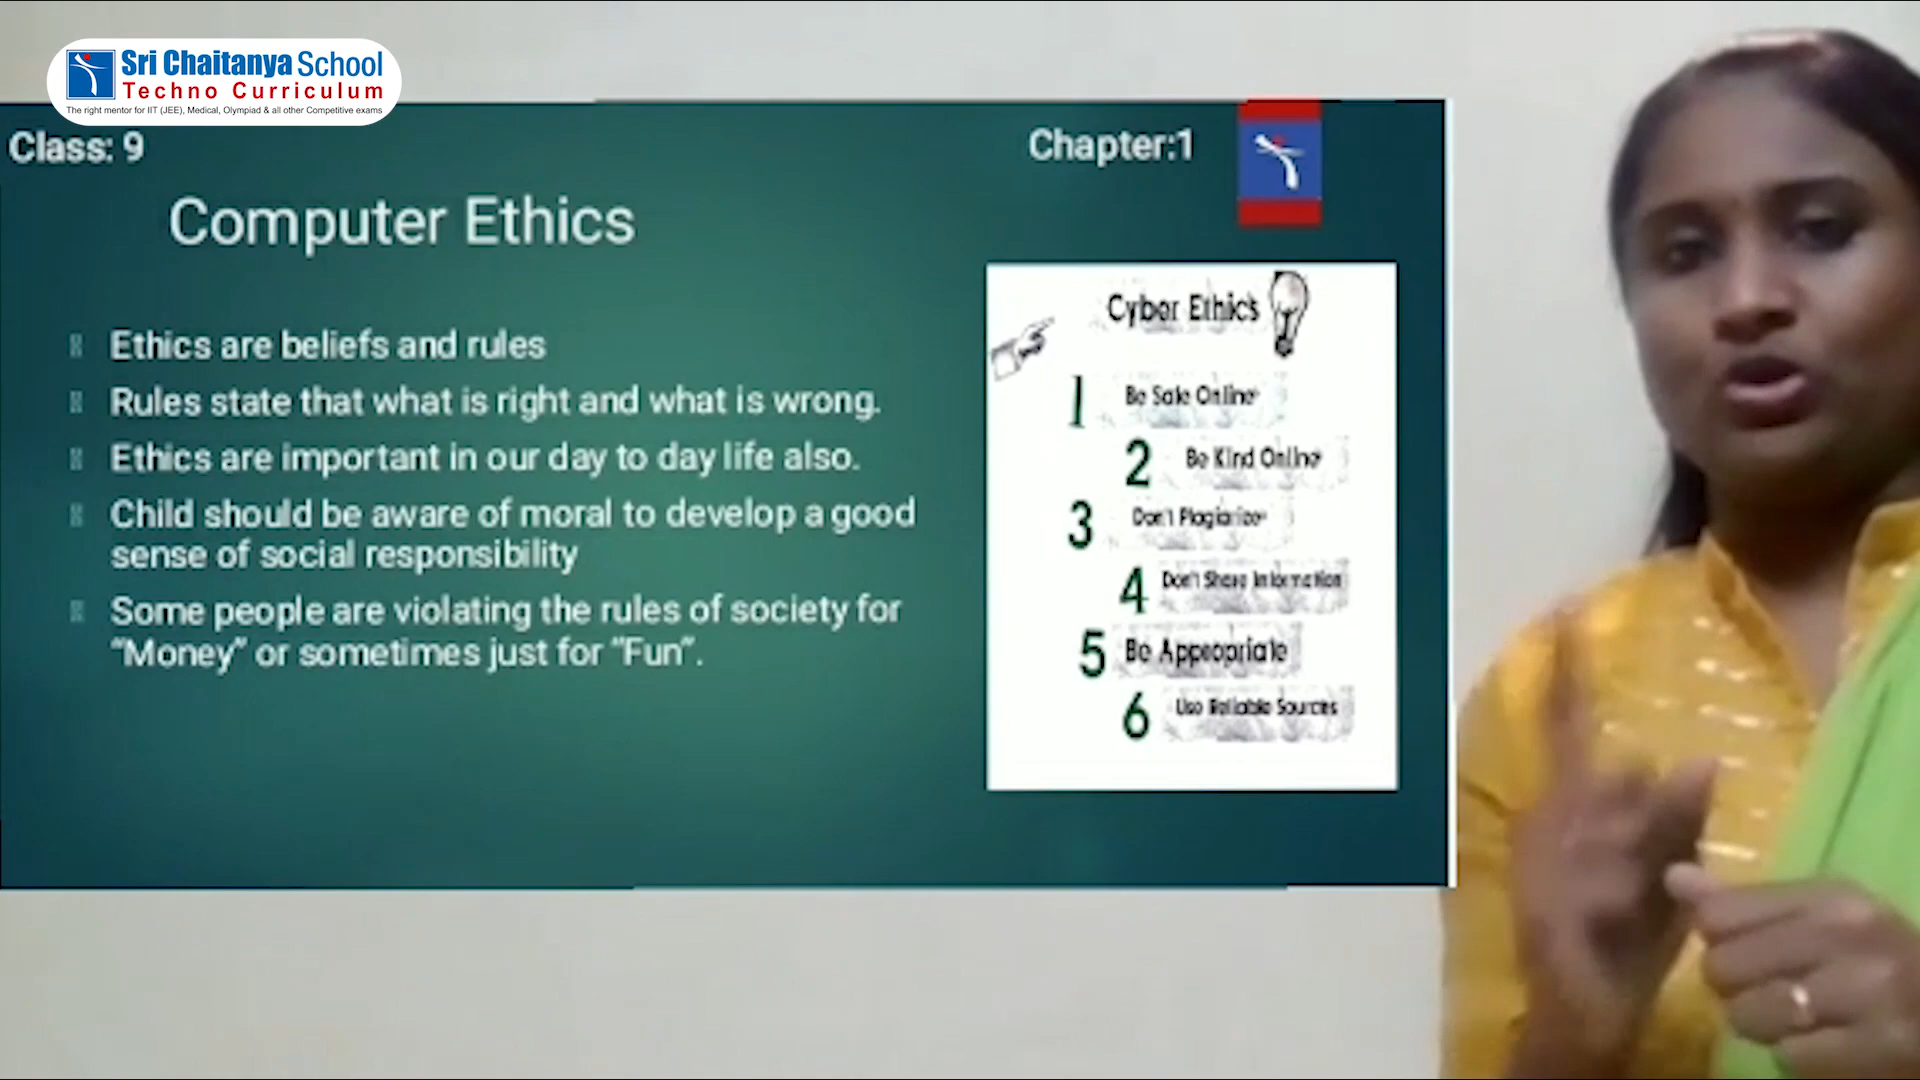 Sri Chaitanya School
Techno Curriculum
The right mentor for IIT (JEE), Medical, Olympiad & all other Competitive exams
Class: 9
Chapter:1
Computer Ethics
Ethics are beliefs and rules
Rules state that what is right and what is wrong.
Ethics are important in our day to day life also.
Child should be aware of moral to develop a good
sense of social responsibility
Some people are violating the rules of society for
“Money” or sometimes just for “Fun”.
Cyber Ethics
1 Be Safe Online
2 Be Kind Online
3 Don't Plagiarize
4 Don't Share Information
5 Be Appropriate
6 Use Reliable Sources